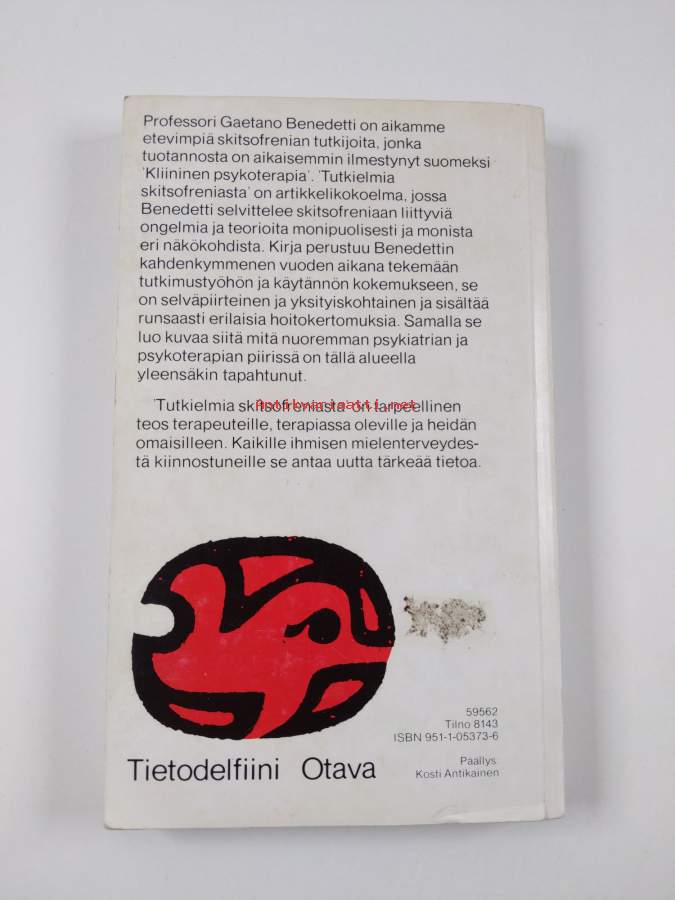 Professori Gaetano Benedetti on aikamme
etevimpiä skitsofrenian tutkijoita, jonka
tuotannosta on aikaisemmin ilmestynyt suomeksi
'Kliininen psykoterapia'. 'Tutkielmia
skitsofreniasta' on artikkelikokoelma, jossa
Benedetti selvittelee skitsofreniaan liittyviä
ongelmia ja teorioita monipuolisesti ja monista
eri näkökohdista. Kirja perustuu Benedettin
kahdenkymmenen vuoden aikana tekemään
tutkimustyöhön ja käytännön kokemukseen, se
on selväpiirteinen ja yksityiskohtainen ja sisältää
runsaasti erilaisia hoitokertomuksia. Samalla se
luo kuvaa siitä mitä nuoremman psykiatrian ja
psykoterapian piirissä on tällä alueella
yleensäkin tapahtunut.
'Tutkielmia skitsofreniasta' on tarpeellinen
antikvariaatti.net
teos terapeuteille, terapiassa oleville ja heidän
omaisilleen. Kaikille ihmisen mielenterveydes-
tä kiinnostuneille se antaa uutta tärkeää tietoa.
59562
Tilno 8143
ISBN 951-1-05373-6
Tietodelfiini Otava
Päällys
Kosti Antikainen